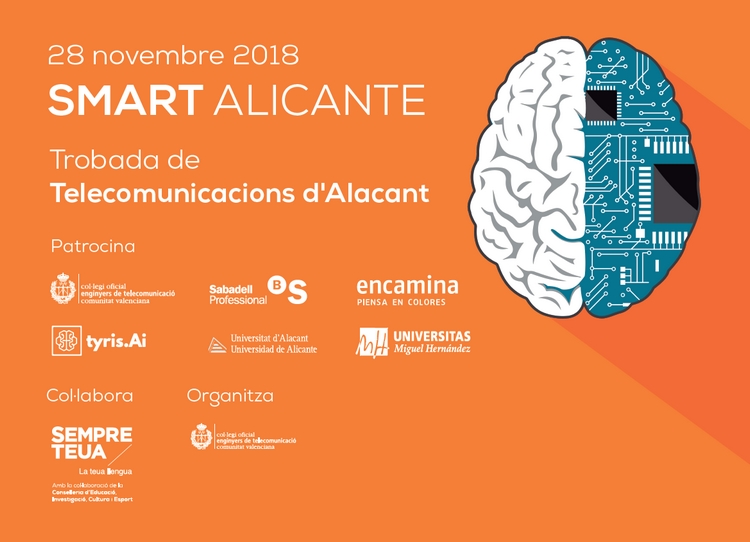 28 novembre 2018
SMART ALICANTE
Trobada de
Telecomunicacions d'Alacant
Patrocina
col·legi oficial
enginyers de telecomunicació
comunitat valenciana
Sabadell
Professional
B S
encamina
PIENSA EN COLORES
tyris.Ai
Universitat d'Alacant
Universidad de Alicante
MH
UNIVERSITAS
Miguel Hernández
Col·labora
Organitza
SEMPRE
TEUA
La teua llengua
Amb la col·laboració de la
Conselleria d'Educació,
Investigació, Cultura i Esport
col·legi oficial
enginyers de telecomunicació
comunitat valenciana